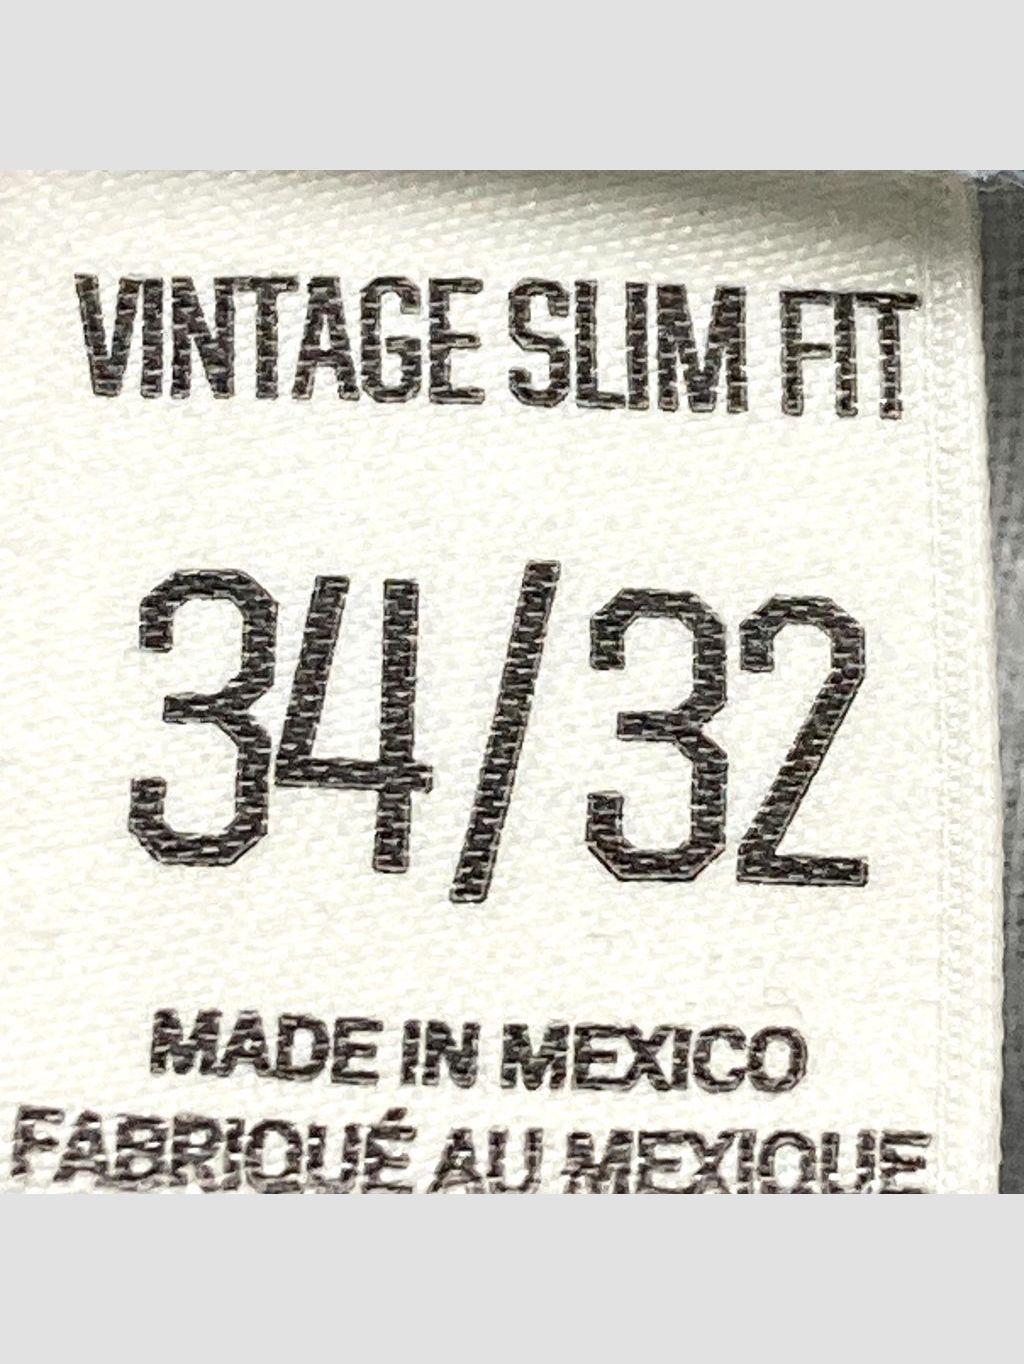 VINTAGE SLIM FIT
34/32
MADE IN MEXICO
FABRIQUÉ AU MEXIQUE